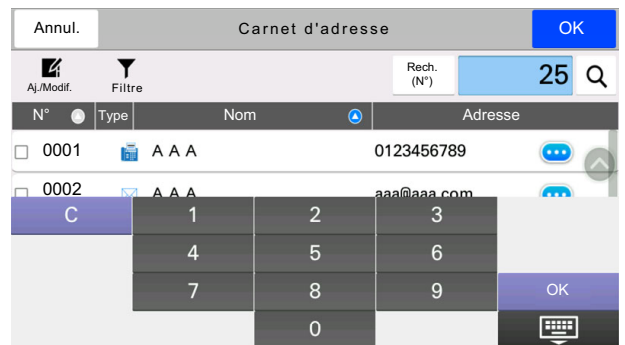 Annul. Carnet d'adresse OK
Aj./Modif. Filtre Rech. (N°) 25
N° Type Nom Adresse
0001 A A A 0123456789
0002 A A A aaa@aaa.com
C 1 2 3
4 5 6
7 8 9 OK
0